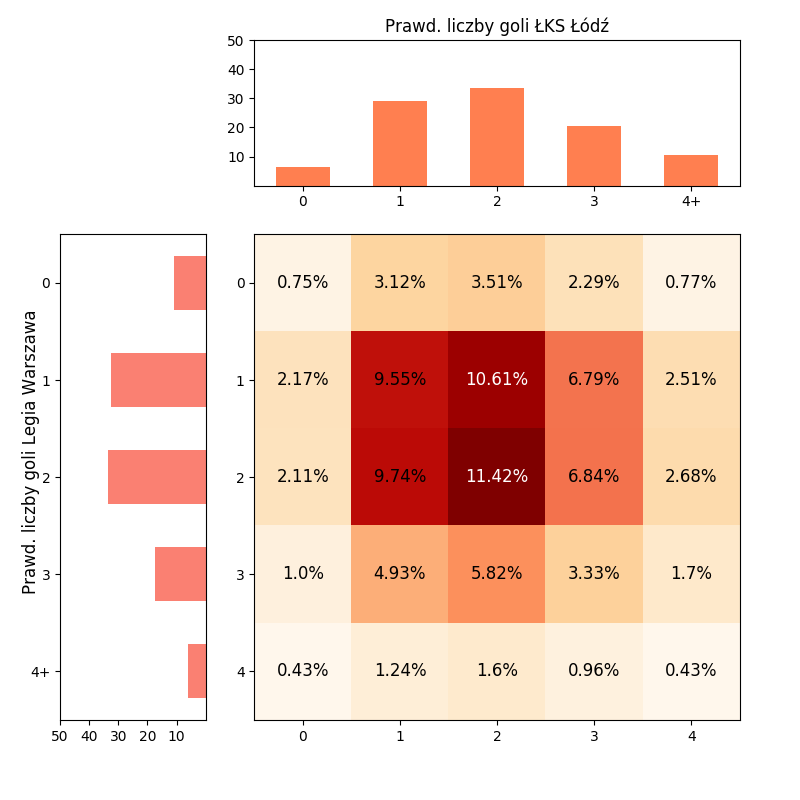 Prawd. liczby goli ŁKS Łódź
50
40
30
20
10
0 1 2 3 4+
Prawd. liczby goli Legia Warszawa
0
1
2
3
4+
50 40 30 20 10
0 0.75% 3.12% 3.51% 2.29% 0.77%
1 2.17% 9.55% 10.61% 6.79% 2.51%
2 2.11% 9.74% 11.42% 6.84% 2.68%
3 1.0% 4.93% 5.82% 3.33% 1.7%
4 0.43% 1.24% 1.6% 0.96% 0.43%
0 1 2 3 4